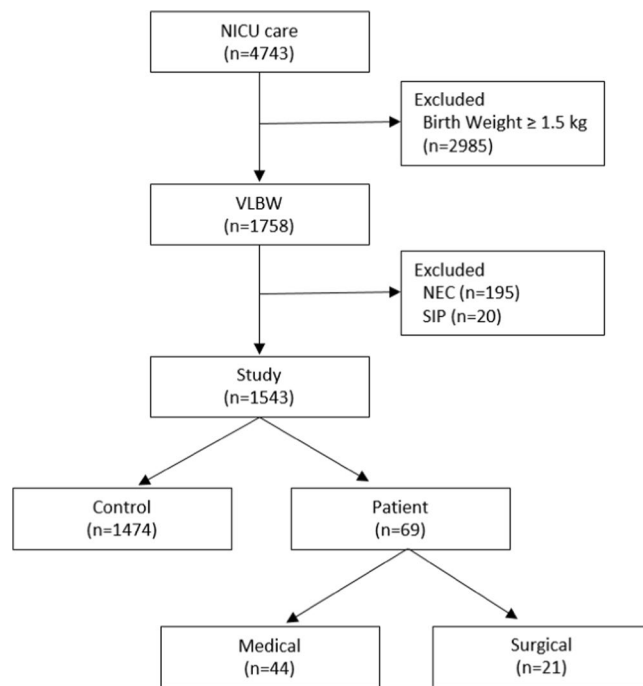 NICU care
(n=4743)
Excluded
Birth Weight ≥ 1.5 kg
(n=2985)
VLBW
(n=1758)
Excluded
NEC (n=195)
SIP (n=20)
Study
(n=1543)
Control
(n=1474)
Patient
(n=69)
Medical
(n=44)
Surgical
(n=21)